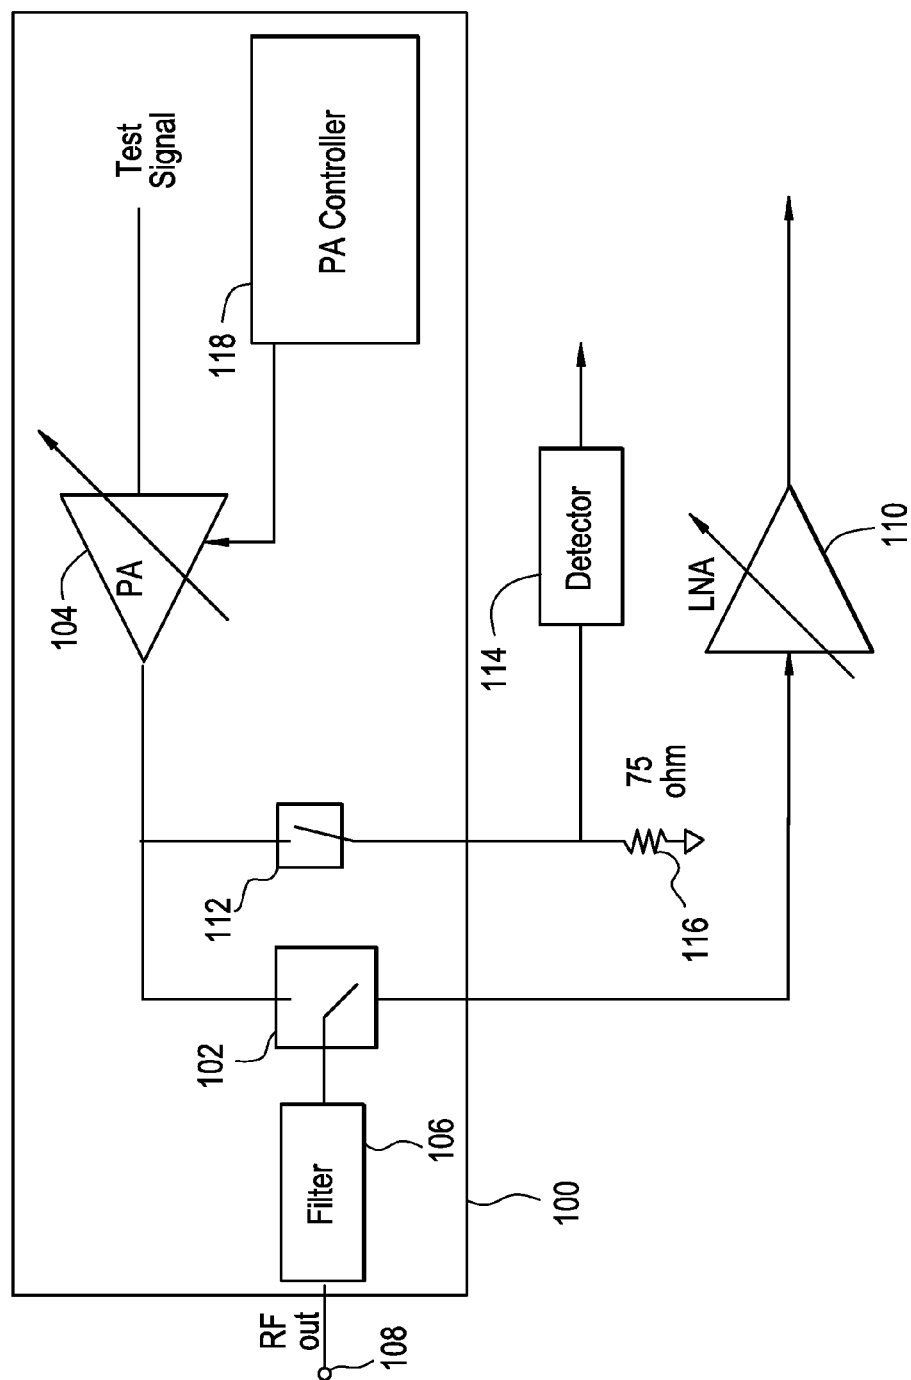 Test
Signal
PA Controller
118
104
PA
Detector
114
LNA
110
75
ohm
116
112
102
Filter
106
100
RF
out
108